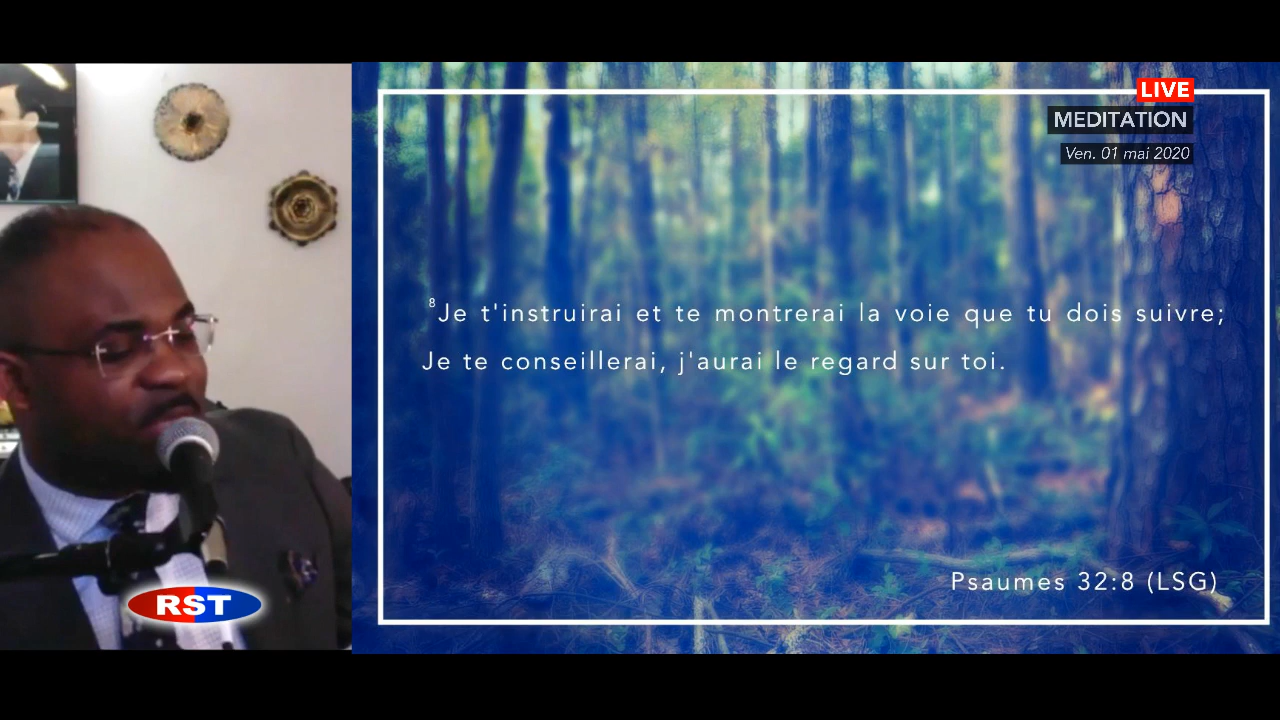 LIVE
MEDITATION
Ven. 01 mai 2020
8Je t'instruirai et te montrerai la voie que tu dois suivre;
Je te conseillerai, j'aurai le regard sur toi.
Psaumes 32:8 (LSG)
RST